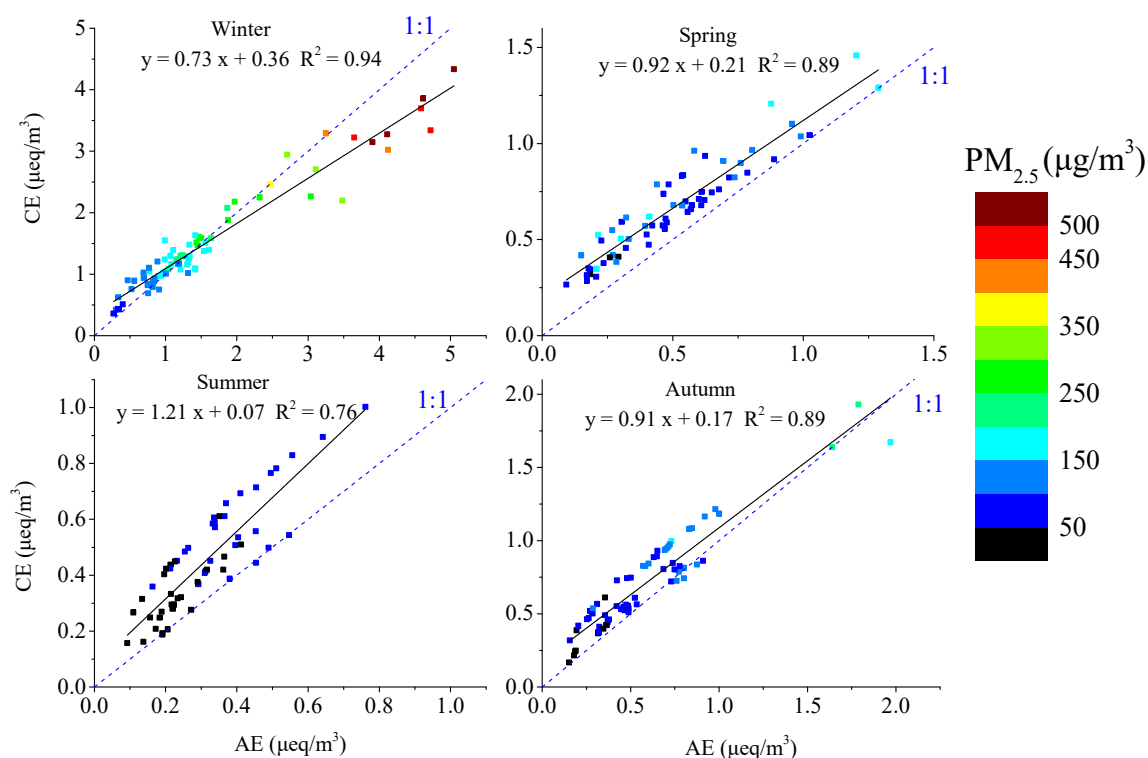 Winter
y = 0.73 x + 0.36 R² = 0.94
1:1
CE (μeq/m³)
5
4
3
2
1
0
0 1 2 3 4 5
Spring
y = 0.92 x + 0.21 R² = 0.89
1:1
1.5
1.0
0.5
0.0
0.0 0.5 1.0 1.5
Summer
y = 1.21 x + 0.07 R² = 0.76
1:1
CE (μeq/m³)
1.0
0.8
0.6
0.4
0.2
0.0
0.0 0.2 0.4 0.6 0.8 1.0
AE (μeq/m³)
Autumn
y = 0.91 x + 0.17 R² = 0.89
1:1
2.0
1.5
1.0
0.5
0.0
0.0 0.5 1.0 1.5 2.0
AE (μeq/m³)
PM₂.₅ (μg/m³)
500
450
350
250
150
50